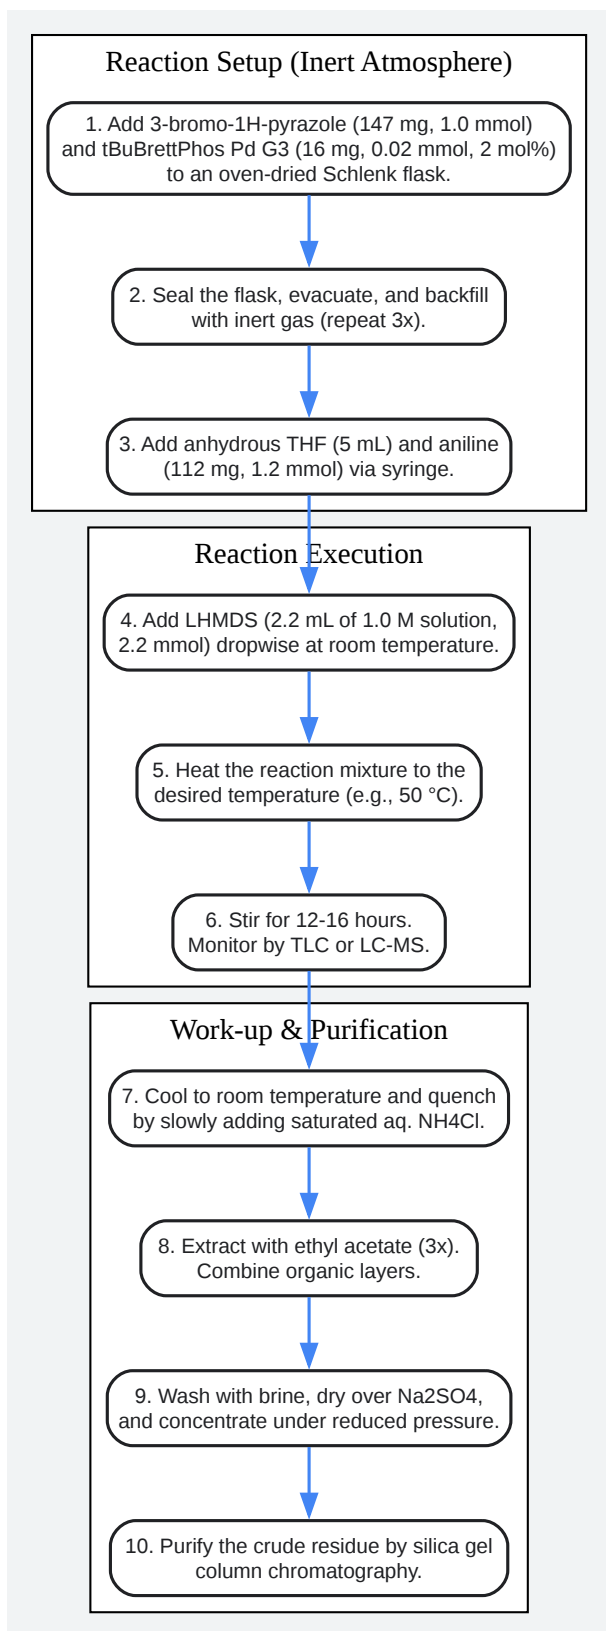 Reaction Setup (Inert Atmosphere)
1. Add 3-bromo-1H-pyrazole (147 mg, 1.0 mmol)
and tBuBrettPhos Pd G3 (16 mg, 0.02 mmol, 2 mol%)
to an oven-dried Schlenk flask.
2. Seal the flask, evacuate, and backfill
with inert gas (repeat 3x).
3. Add anhydrous THF (5 mL) and aniline
(112 mg, 1.2 mmol) via syringe.
Reaction Execution
4. Add LHMDS (2.2 mL of 1.0 M solution,
2.2 mmol) dropwise at room temperature.
5. Heat the reaction mixture to the
desired temperature (e.g., 50 °C).
6. Stir for 12-16 hours.
Monitor by TLC or LC-MS.
Work-up & Purification
7. Cool to room temperature and quench
by slowly adding saturated aq. NH4Cl.
8. Extract with ethyl acetate (3x).
Combine organic layers.
9. Wash with brine, dry over Na2SO4,
and concentrate under reduced pressure.
10. Purify the crude residue by silica gel
column chromatography.